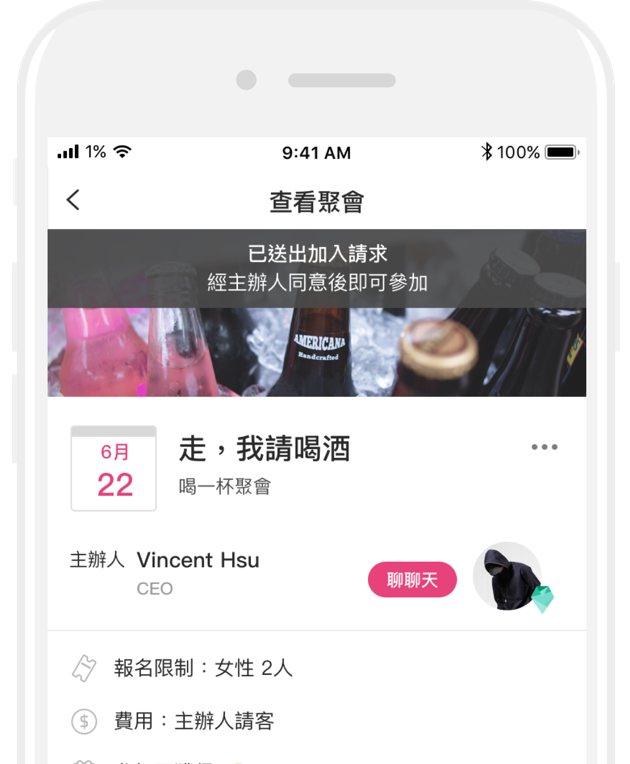 1%
9:41 AM
100%
查看聚會
已送出加入請求
經主辦人同意後即可參加
AMERICANA
Handcrafted
6月
22
走，我請喝酒
喝一杯聚會
主辦人 Vincent Hsu
CEO
聊聊天
$
報名限制：女性 2人
費用：主辦人請客